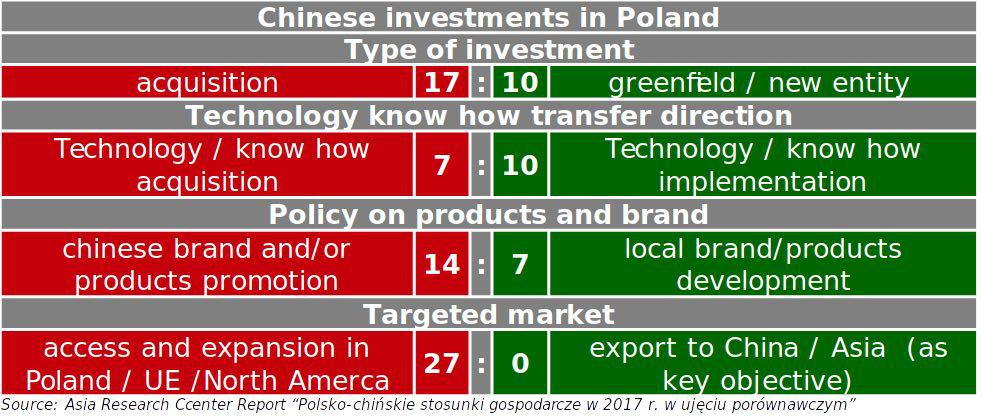 Chinese investments in Poland
Type of investment
acquisition 17 : 10 greenfield / new entity
Technology know how transfer direction
Technology / know how
acquisition
7 : 10
Technology / know how
implementation
Policy on products and brand
chinese brand and/or
products promotion
14 : 7
local brand/products
development
Targeted market
access and expansion in
Poland / UE /North Amerca
27 : 0
export to China / Asia (as
key objective)
Source: Asia Research Ccenter Report “Polsko-chińskie stosunki gospodarcze w 2017 r. w ujęciu porównawczym”